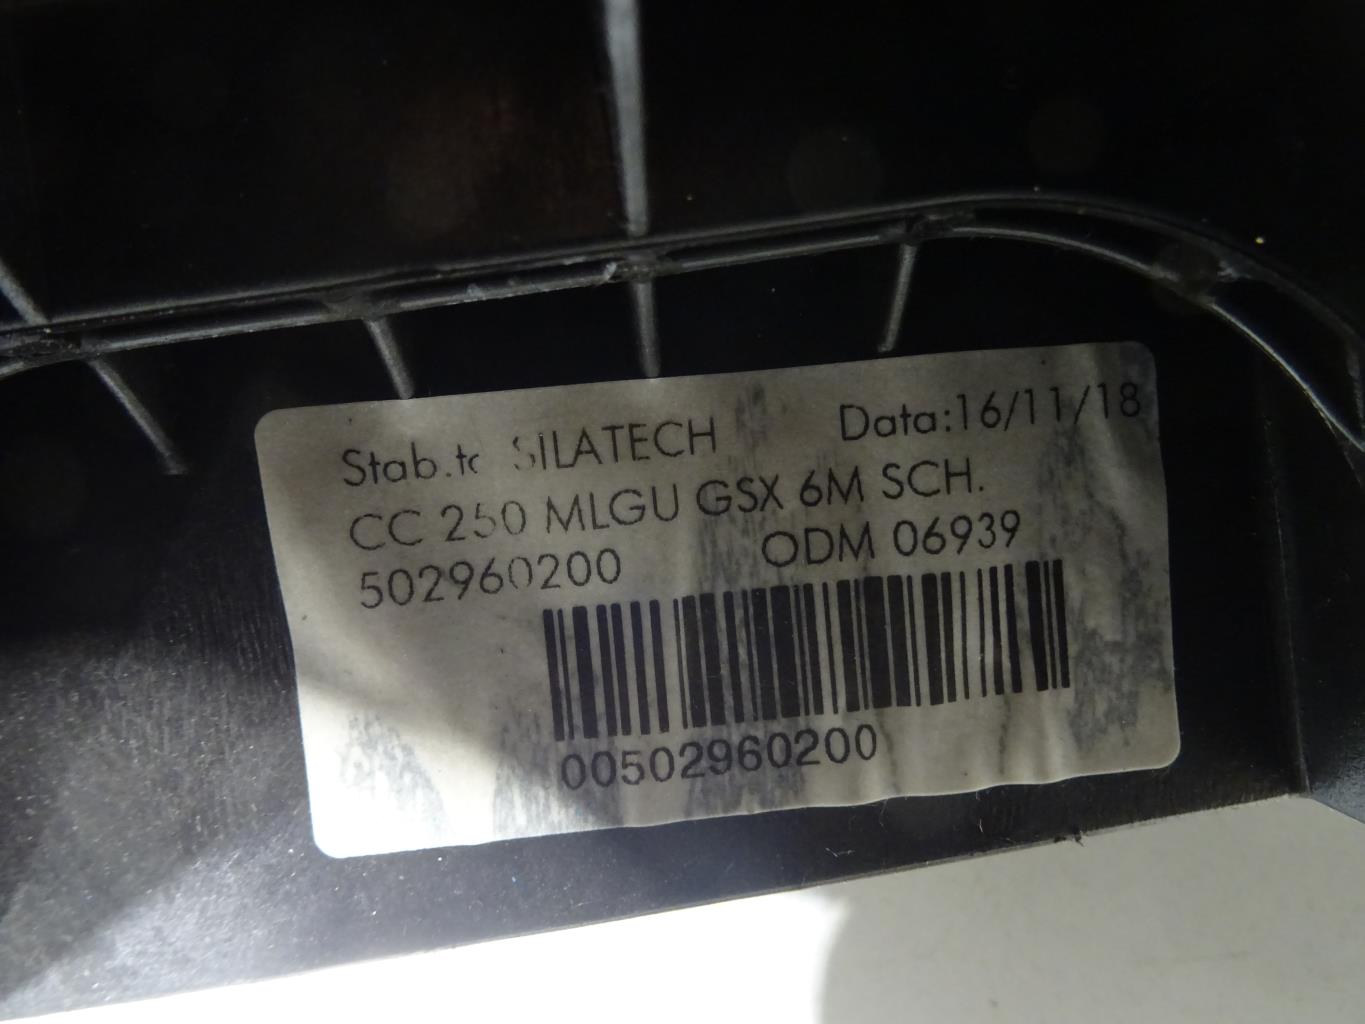 Stab.to SILATECH Data:16/11/18
CC 250 MLGU GSX 6M SCH.
502960200 ODM 06939
00502960200